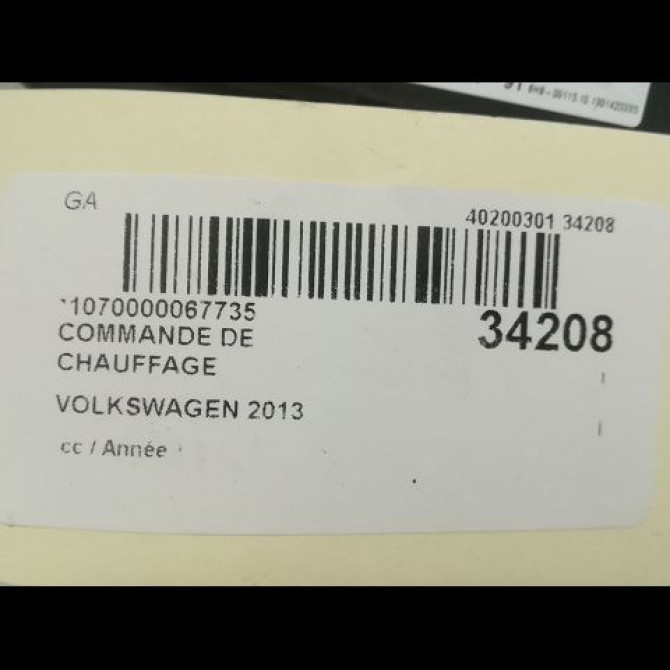 GA
40200301 34208
`1070000067735
34208
COMMANDE DE
CHAUFFAGE
VOLKSWAGEN 2013
cc / Année